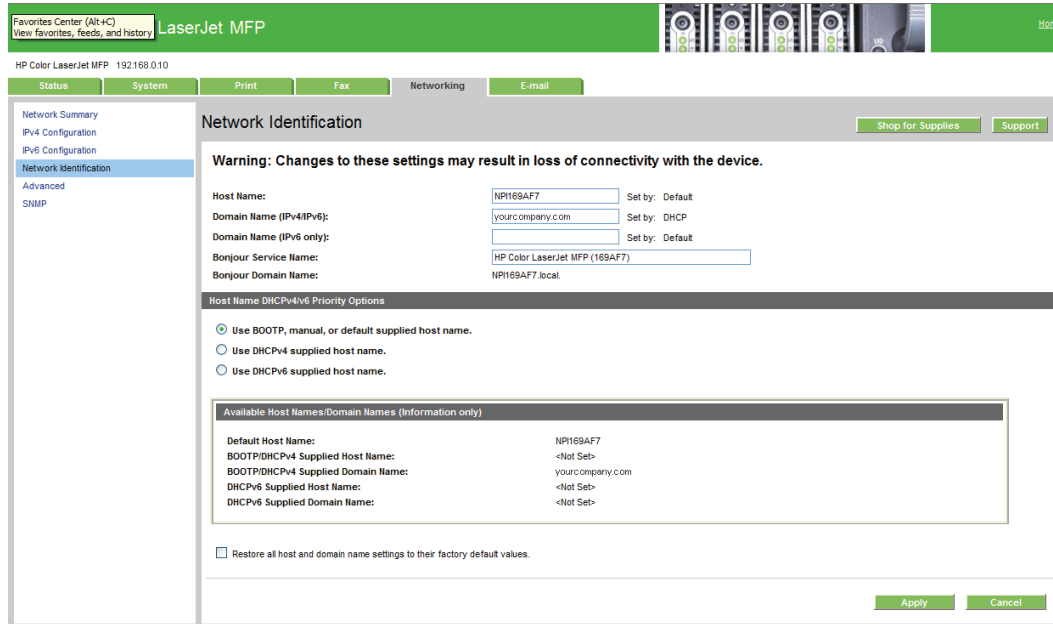 Favorites Center (Alt+C)
View favorites, feeds, and history
LaserJet MFP
HP Color LaserJet MFP 192.168.0.10
Status System Print Fax Networking E-mail
Network Summary
IPv4 Configuration
IPv6 Configuration
Network Identification
Advanced
SNMP
Network Identification
Shop for Supplies Support
Warning: Changes to these settings may result in loss of connectivity with the device.
Host Name: NPI169AF7 Set by: Default
Domain Name (IPv4/IPv6): yourcompany.com Set by: DHCP
Domain Name (IPv6 only): Set by: Default
Bonjour Service Name: HP Color LaserJet MFP (169AF7)
Bonjour Domain Name: NPI169AF7.local.
Host Name DHCPv4/v6 Priority Options
Use BOOTP, manual, or default supplied host name.
Use DHCPv4 supplied host name.
Use DHCPv6 supplied host name.
Available Host Names/Domain Names (Information only)
Default Host Name: NPI169AF7
BOOTP/DHCPv4 Supplied Host Name: <Not Set>
BOOTP/DHCPv4 Supplied Domain Name: yourcompany.com
DHCPv6 Supplied Host Name: <Not Set>
DHCPv6 Supplied Domain Name: <Not Set>
Restore all host and domain name settings to their factory default values.
Apply Cancel